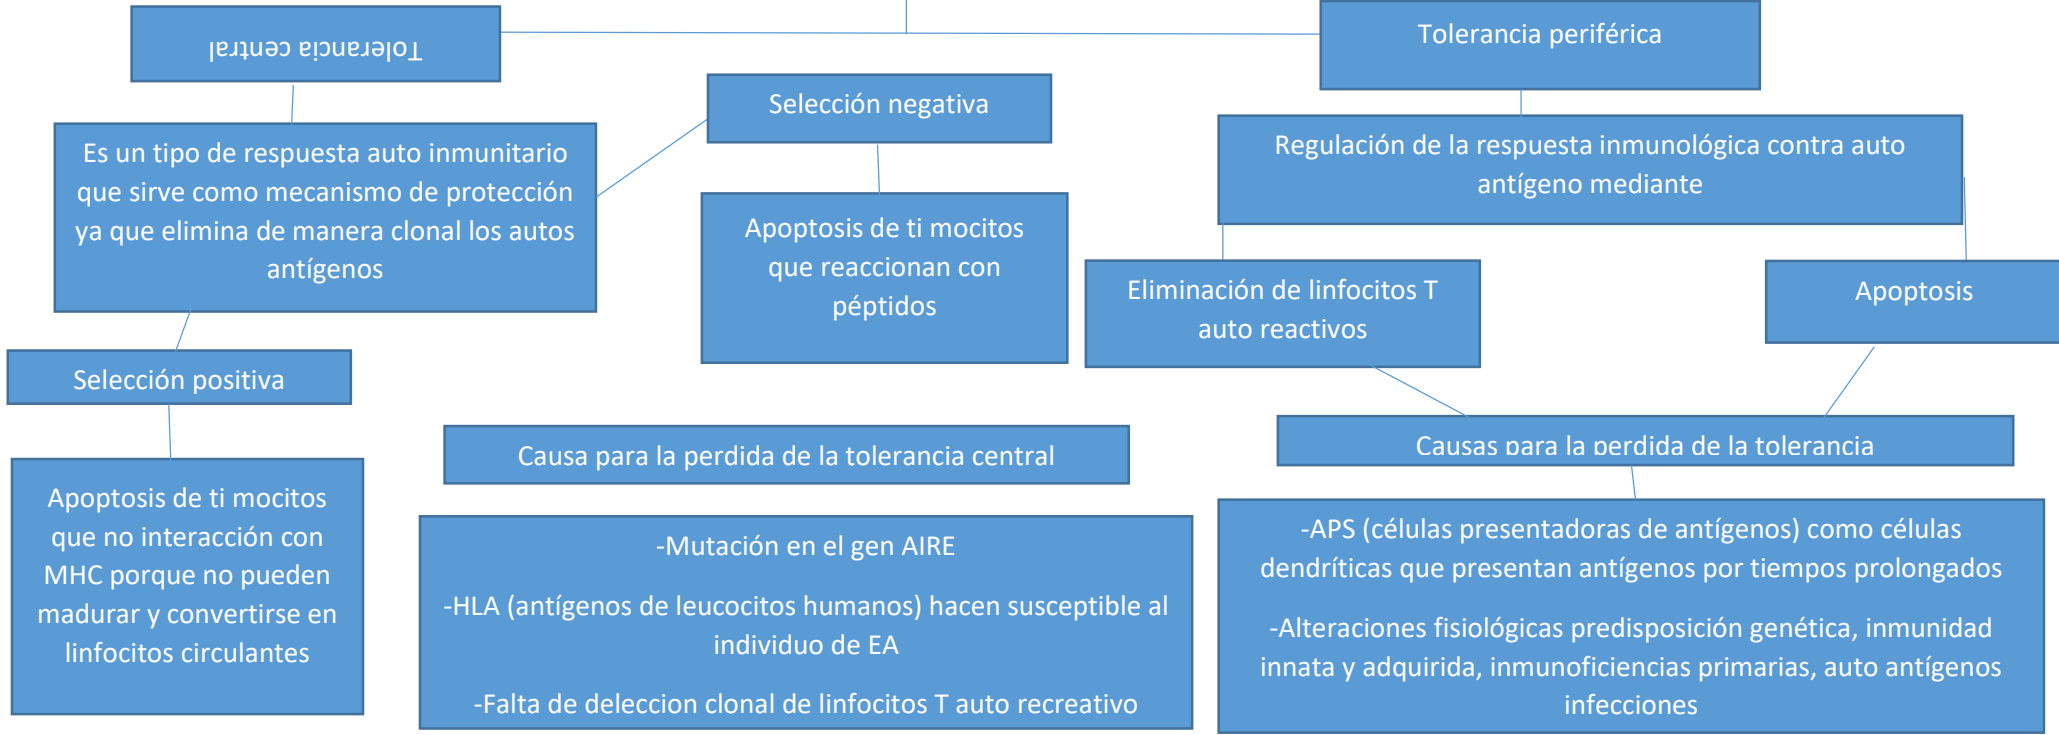 Tolerancia central
Tolerancia periférica
Selección negativa
Es un tipo de respuesta auto inmunitario
que sirve como mecanismo de protección
ya que elimina de manera clonal los autos
antígenos
Regulación de la respuesta inmunológica contra auto
antígeno mediante
Apoptosis de ti mocitos
que reaccionan con
péptidos
Eliminación de linfocitos T
auto reactivos
Apoptosis
Selección positiva
Causa para la perdida de la tolerancia central
Causas para la perdida de la tolerancia
Apoptosis de ti mocitos
que no interacción con
MHC porque no pueden
madurar y convertirse en
linfocitos circulantes
-Mutación en el gen AIRE
-HLA (antígenos de leucocitos humanos) hacen susceptible al
individuo de EA
-Falta de deleccion clonal de linfocitos T auto recreativo
-APS (células presentadoras de antígenos) como células
dendríticas que presentan antígenos por tiempos prolongados
-Alteraciones fisiológicas predisposición genética, inmunidad
innata y adquirida, inmunoficiencias primarias, auto antígenos
infecciones